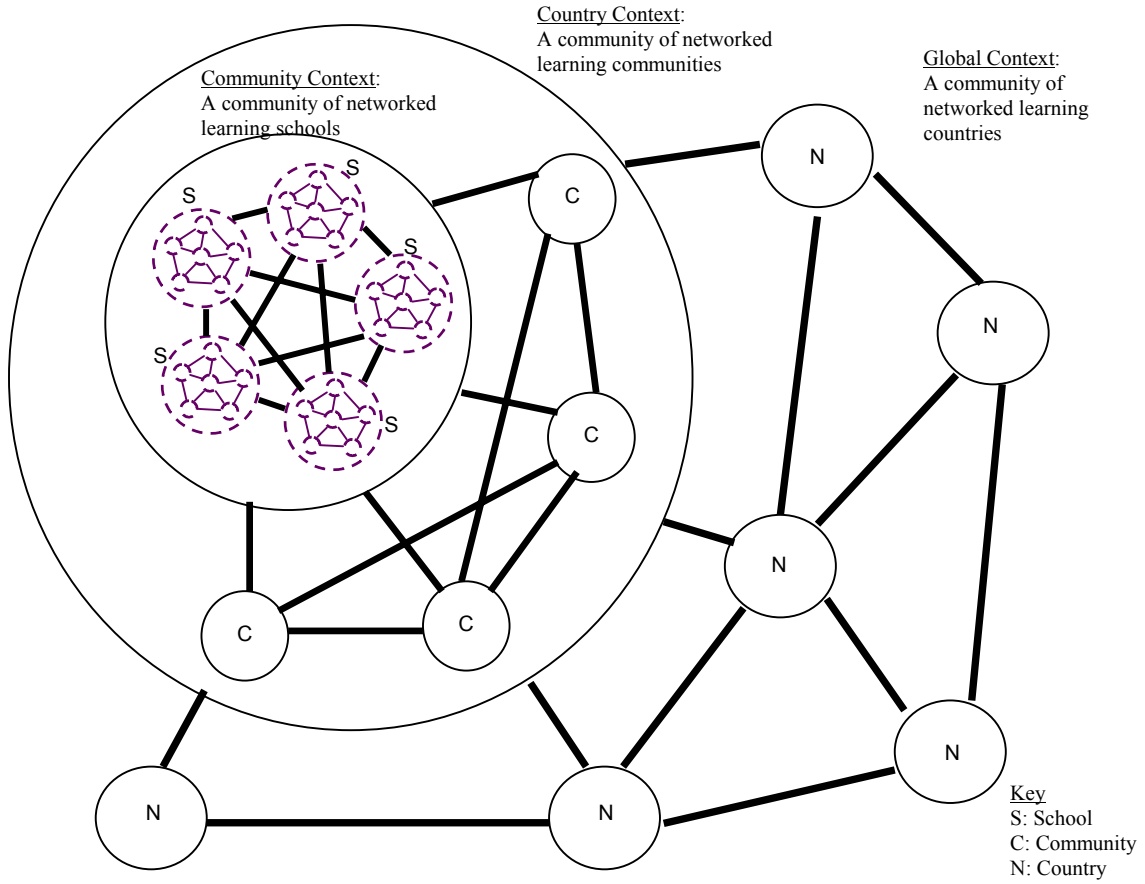 Country Context:
A community of networked
learning communities
Global Context:
A community of
networked learning
countries
Community Context:
A community of networked
learning schools
S
S
S
S
S
C
C
C
C
N
N
N
N
N
N
Key
S: School
C: Community
N: Country